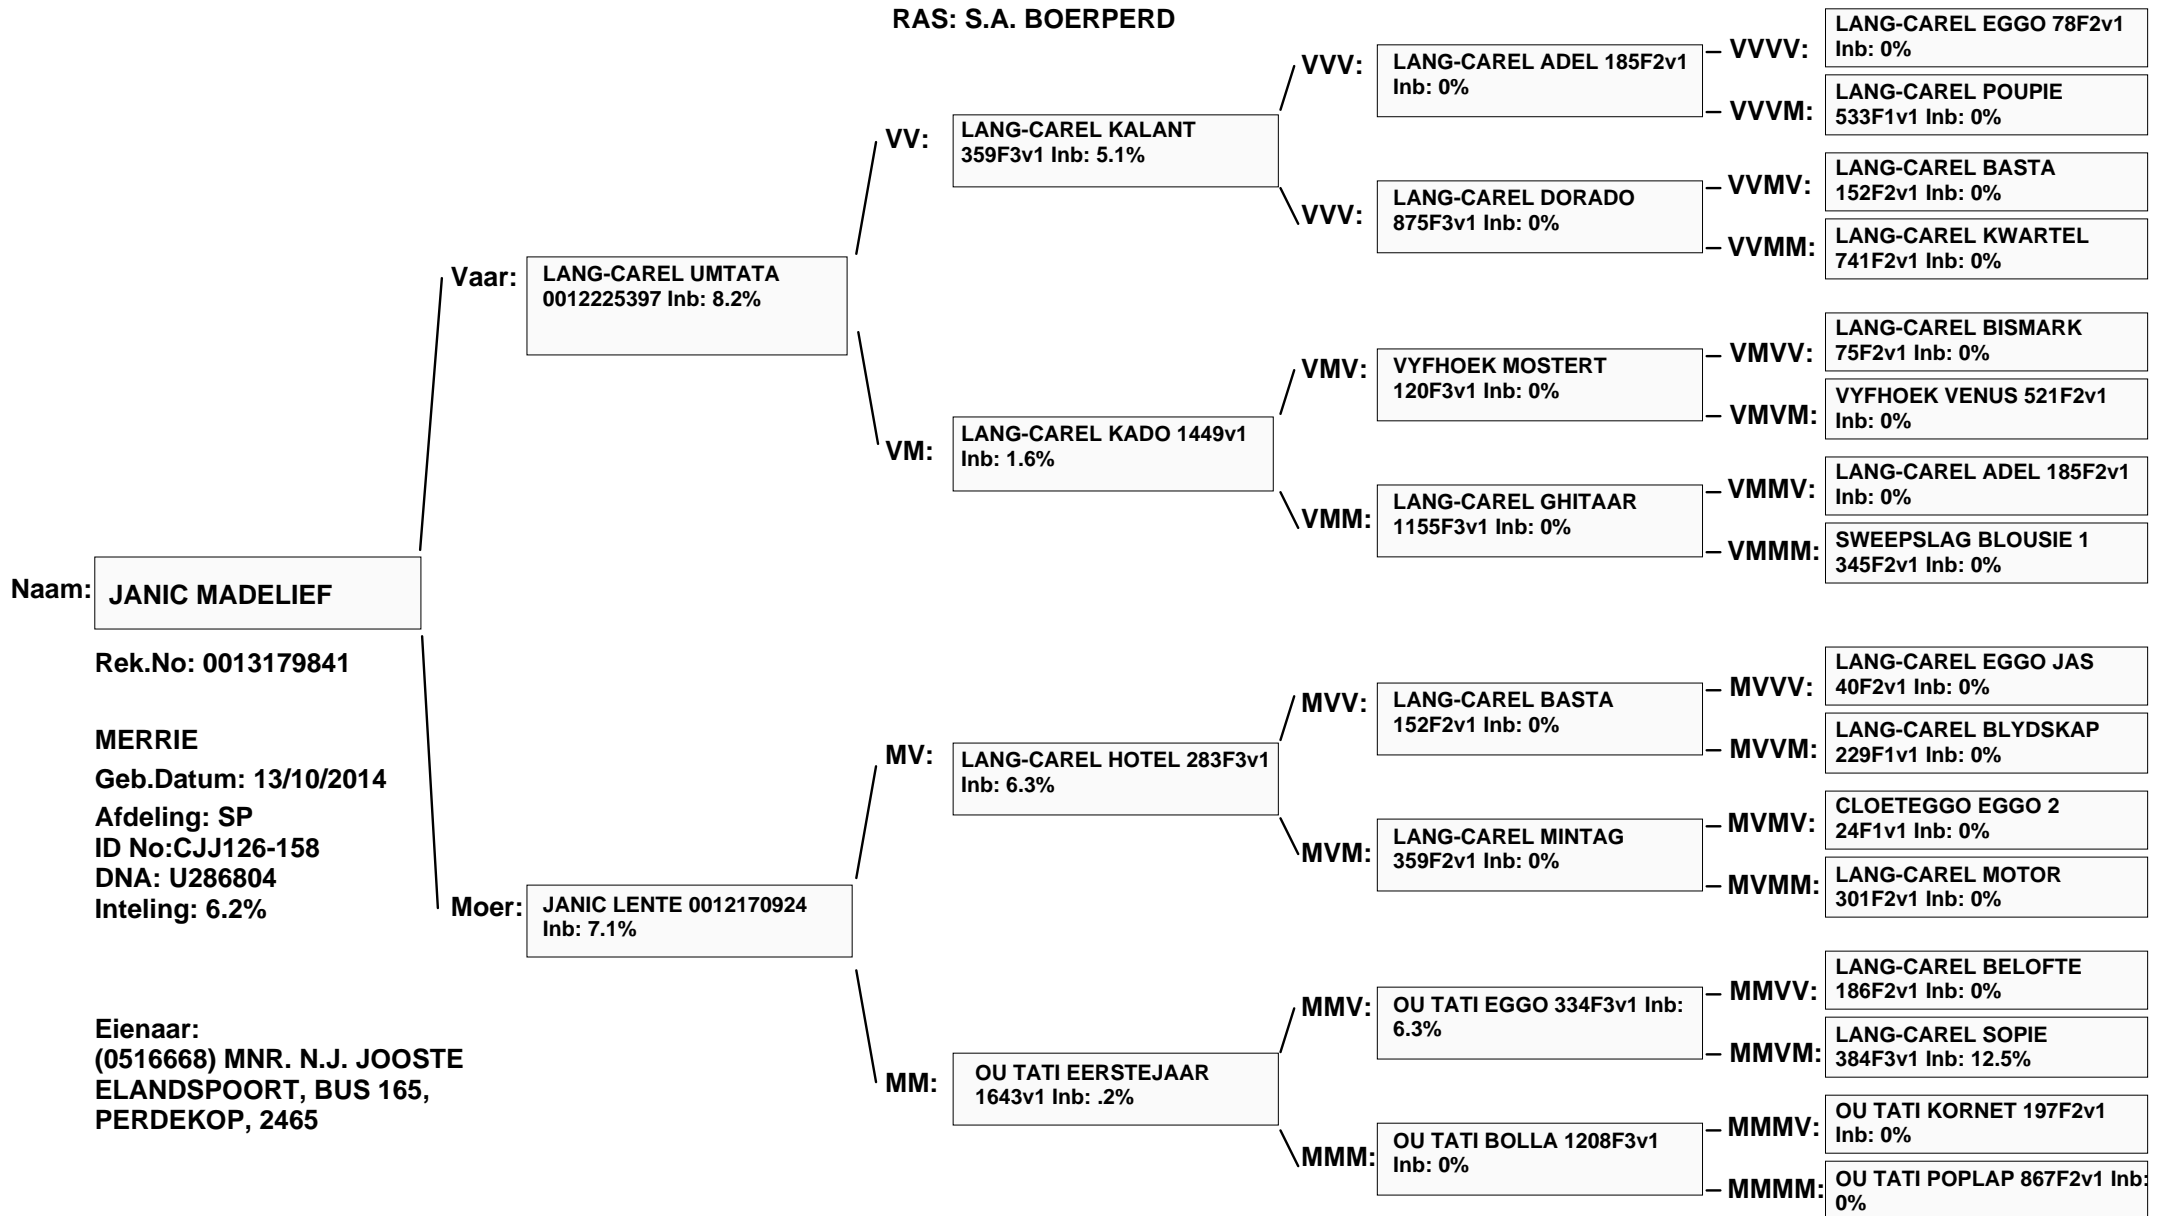 RAS: S.A. BOERPERD
Naam:
JANIC MADELIEF
Rek.No: 0013179841
MERRIE
Geb.Datum: 13/10/2014
Afdeling: SP
ID No:CJJ126-158
DNA: U286804
Inteling: 6.2%
Eienaar:
(0516668) MNR. N.J. JOOSTE
ELANDSPOORT, BUS 165,
PERDEKOP, 2465
Vaar:
LANG-CAREL UMTATA
0012225397 Inb: 8.2%
Moer:
JANIC LENTE 0012170924
Inb: 7.1%
VV:
LANG-CAREL KALANT
359F3v1 Inb: 5.1%
VM:
LANG-CAREL KADO 1449v1
Inb: 1.6%
MV:
LANG-CAREL HOTEL 283F3v1
Inb: 6.3%
MM:
OU TATI EERSTEJAAR
1643v1 Inb: .2%
VVV:
LANG-CAREL ADEL 185F2v1
Inb: 0%
VVV:
LANG-CAREL DORADO
875F3v1 Inb: 0%
VMV:
VYFHOEK MOSTERT
120F3v1 Inb: 0%
VMM:
LANG-CAREL GHITAAR
1155F3v1 Inb: 0%
MVV:
LANG-CAREL BASTA
152F2v1 Inb: 0%
MVM:
LANG-CAREL MINTAG
359F2v1 Inb: 0%
MMV:
OU TATI EGGO 334F3v1 Inb:
6.3%
MMM:
OU TATI BOLLA 1208F3v1
Inb: 0%
VVVV:
LANG-CAREL EGGO 78F2v1
Inb: 0%
VVVM:
LANG-CAREL POUPIE
533F1v1 Inb: 0%
VVMV:
LANG-CAREL BASTA
152F2v1 Inb: 0%
VVMM:
LANG-CAREL KWARTEL
741F2v1 Inb: 0%
VMVV:
LANG-CAREL BISMARK
75F2v1 Inb: 0%
VMVM:
VYFHOEK VENUS 521F2v1
Inb: 0%
VMMV:
LANG-CAREL ADEL 185F2v1
Inb: 0%
VMMM:
SWEEPSLAG BLOUSIE 1
345F2v1 Inb: 0%
MVVV:
LANG-CAREL EGGO JAS
40F2v1 Inb: 0%
MVVM:
LANG-CAREL BLYDSKAP
229F1v1 Inb: 0%
MVMV:
CLOETEGGO EGGO 2
24F1v1 Inb: 0%
MVMM:
LANG-CAREL MOTOR
301F2v1 Inb: 0%
MMVV:
LANG-CAREL BELOFTE
186F2v1 Inb: 0%
MMVM:
LANG-CAREL SOPIE
384F3v1 Inb: 12.5%
MMMV:
OU TATI KORNET 197F2v1
Inb: 0%
MMMM:
OU TATI POPLAP 867F2v1 Inb:
0%